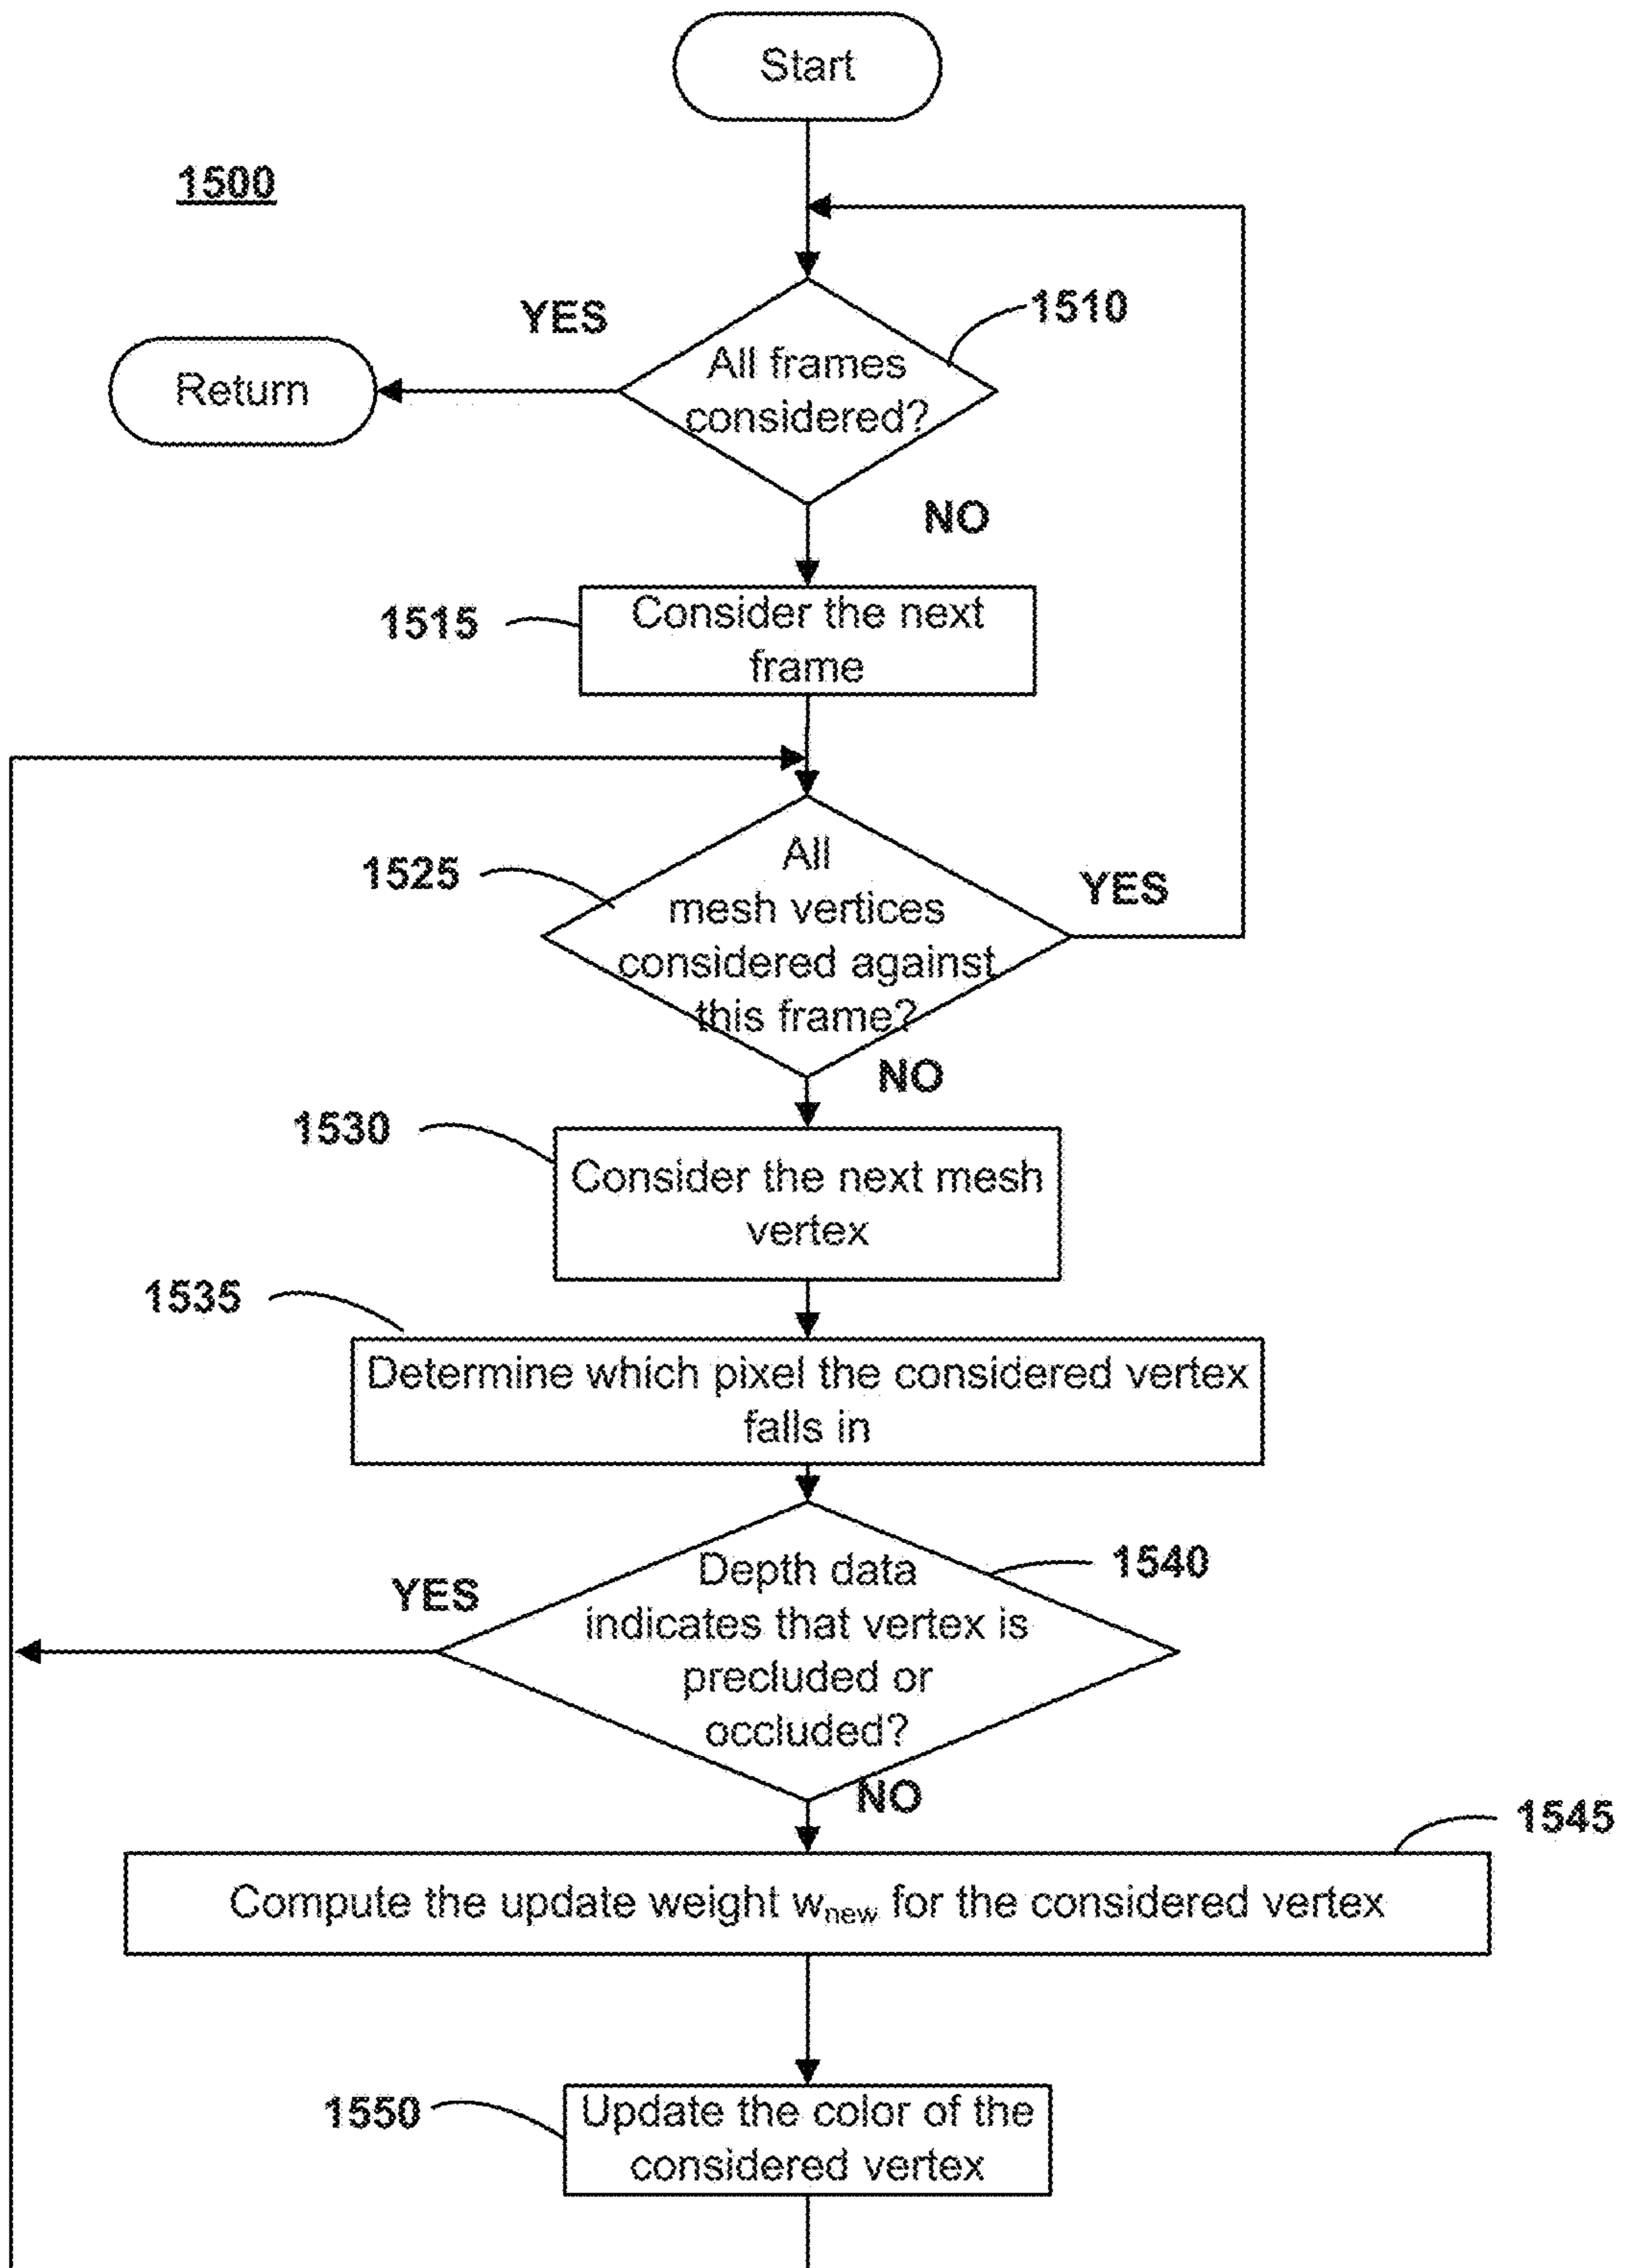 Start
1500
YES
1510
All frames
considered?
Return
NO
1515
Consider the next
frame
1525
All
mesh vertices
considered against
this frame?
YES
NO
1530
Consider the next mesh
vertex
1535
Determine which pixel the considered vertex
falls in
1540
Depth data
indicates that vertex is
precluded or
occluded?
YES
NO
1545
Compute the update weight wnew for the considered vertex
1550
Update the color of the
considered vertex